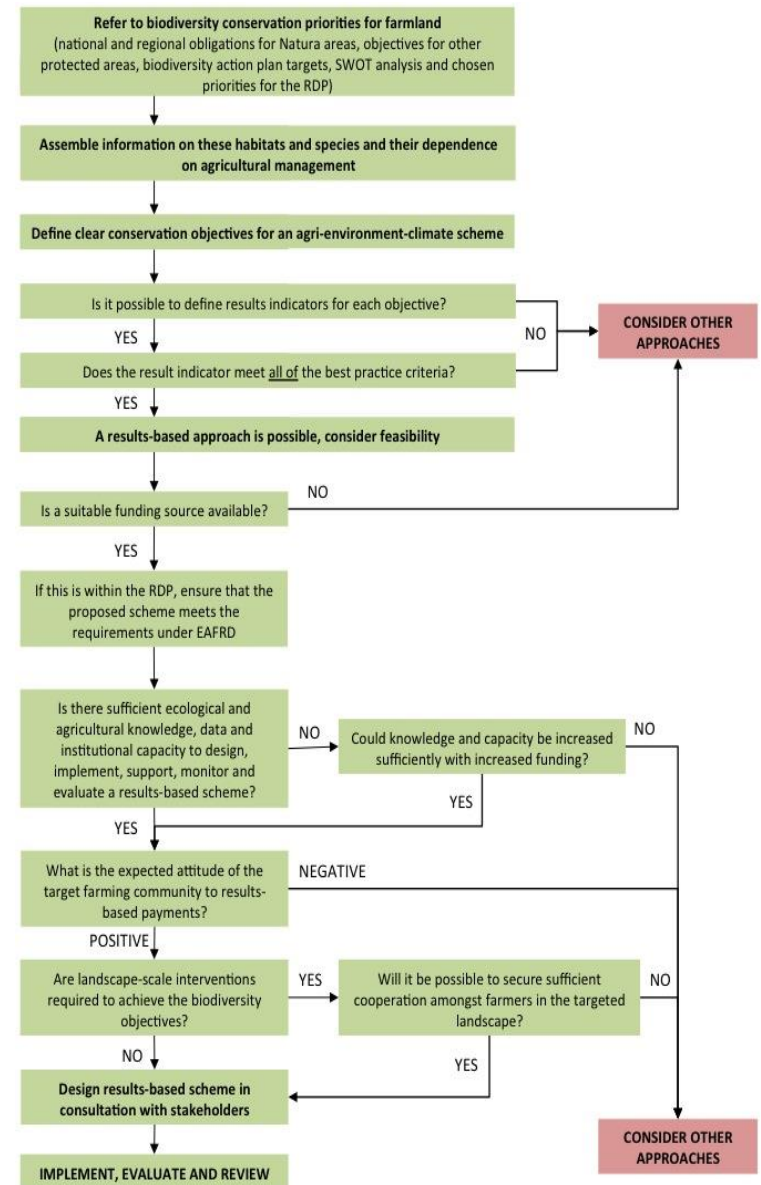 Refer to biodiversity conservation priorities for farmland
(national and regional obligations for Natura areas, objectives for other
protected areas, biodiversity action plan targets, SWOT analysis and chosen
priorities for the RDP)
Assemble information on these habitats and species and their dependence
on agricultural management
Define clear conservation objectives for an agri-environment-climate scheme
Is it possible to define results indicators for each objective?
NO
CONSIDER OTHER
APPROACHES
YES
Does the result indicator meet all of the best practice criteria?
YES
A results-based approach is possible, consider feasibility
Is a suitable funding source available?
NO
YES
If this is within the RDP, ensure that the
proposed scheme meets the
requirements under EAFRD
Is there sufficient ecological and
agricultural knowledge, data and
institutional capacity to design,
implement, support, monitor and
evaluate a results-based scheme?
NO
Could knowledge and capacity be increased
sufficiently with increased funding?
NO
YES
YES
What is the expected attitude of the
target farming community to results-
based payments?
NEGATIVE
POSITIVE
Are landscape-scale interventions
required to achieve the biodiversity
objectives?
YES
Will it be possible to secure sufficient
cooperation amongst farmers in the targeted
landscape?
NO
NO
YES
Design results-based scheme in
consultation with stakeholders
CONSIDER OTHER
APPROACHES
IMPLEMENT, EVALUATE AND REVIEW